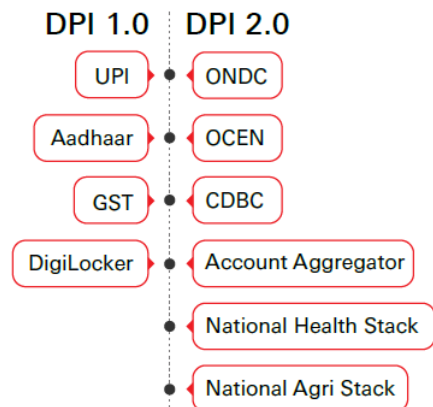 DPI 1.0 DPI 2.0
UPI ONDC
Aadhaar OCEN
GST CDBC
DigiLocker Account Aggregator
National Health Stack
National Agri Stack